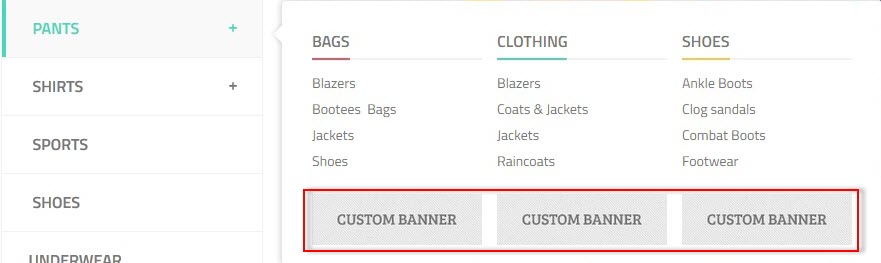 PANTS +
SHIRTS +
SPORTS
SHOES
UNDERWEAR
BAGS
Blazers
Bootees Bags
Jackets
Shoes
CLOTHING
Blazers
Coats & Jackets
Jackets
Raincoats
SHOES
Ankle Boots
Clog sandals
Combat Boots
Footwear
CUSTOM BANNER
CUSTOM BANNER
CUSTOM BANNER